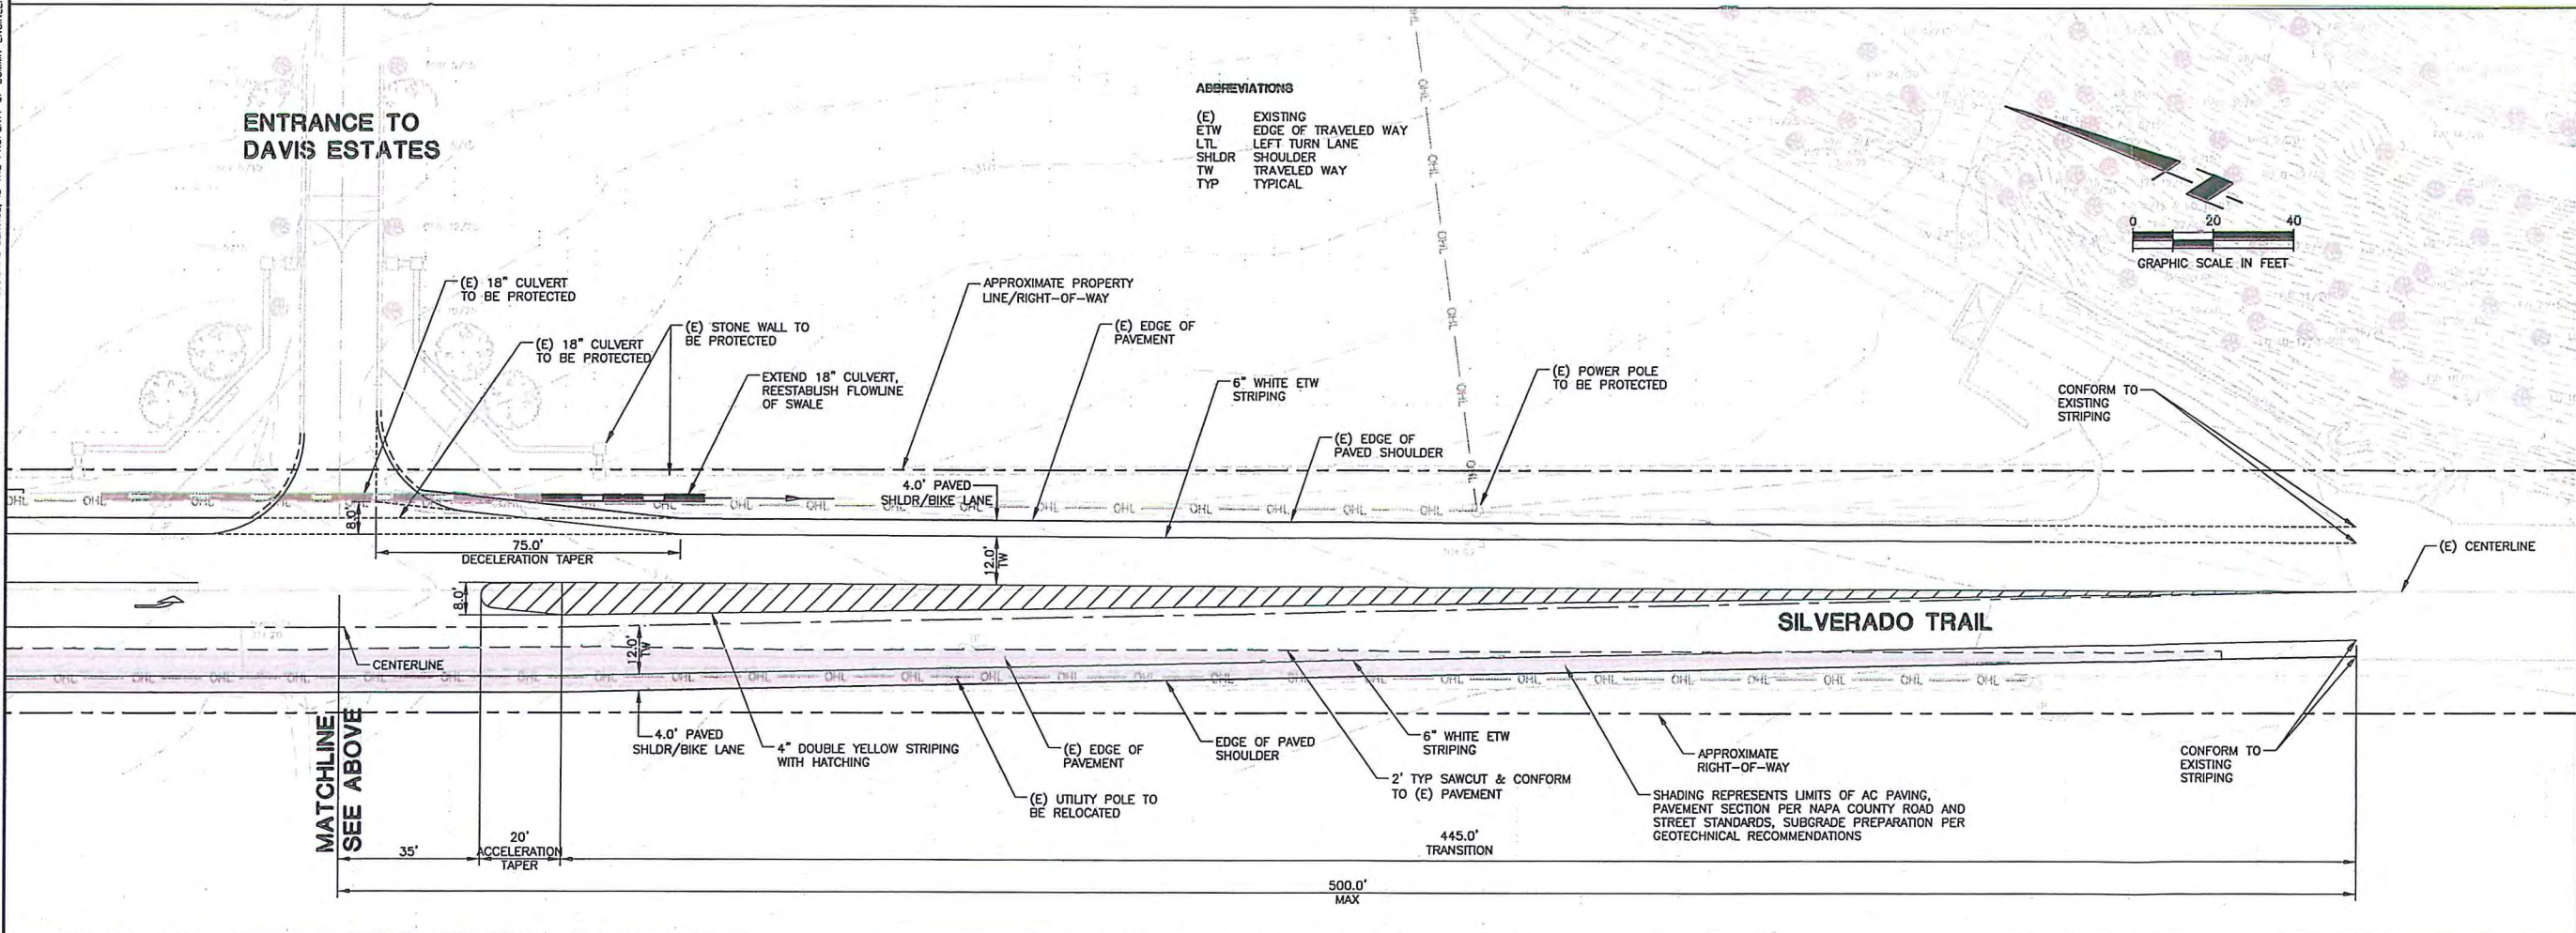 ENTRANCE TO
DAVIS ESTATES
ABBREVIATIONS
(E) EXISTING
ETW EDGE OF TRAVELED WAY
LTL LEFT TURN LANE
SHLDR SHOULDER
TW TRAVELED WAY
TYP TYPICAL
0 20 40
GRAPHIC SCALE IN FEET
(E) 18" CULVERT
TO BE PROTECTED
(E) 18" CULVERT
TO BE PROTECTED
(E) STONE WALL TO
BE PROTECTED
EXTEND 18" CULVERT,
REESTABLISH FLOWLINE
OF SWALE
APPROXIMATE PROPERTY
LINE/RIGHT-OF-WAY
(E) EDGE OF
PAVEMENT
6" WHITE ETW
STRIPING
(E) EDGE OF
PAVED SHOULDER
(E) POWER POLE
TO BE PROTECTED
CONFORM TO
EXISTING
STRIPING
4.0' PAVED
SHLDR/BIKE LANE
8.0'
75.0'
DECELERATION TAPER
12.0'
TW
(E) CENTERLINE
8.0'
SILVERADO TRAIL
12.0'
TW
CENTERLINE
MATCHLINE
SEE ABOVE
4.0' PAVED
SHLDR/BIKE LANE
4" DOUBLE YELLOW STRIPING
WITH HATCHING
(E) UTILITY POLE TO
BE RELOCATED
(E) EDGE OF
PAVEMENT
EDGE OF PAVED
SHOULDER
2' TYP SAWCUT & CONFORM
TO (E) PAVEMENT
6" WHITE ETW
STRIPING
SHADING REPRESENTS LIMITS OF AC PAVING,
PAVEMENT SECTION PER NAPA COUNTY ROAD AND
STREET STANDARDS, SUBGRADE PREPARATION PER
GEOTECHNICAL RECOMMENDATIONS
APPROXIMATE
RIGHT-OF-WAY
CONFORM TO
EXISTING
STRIPING
35'
20'
ACCELERATION
TAPER
445.0'
TRANSITION
500.0'
MAX
OHL OHL OHL OHL OHL OHL